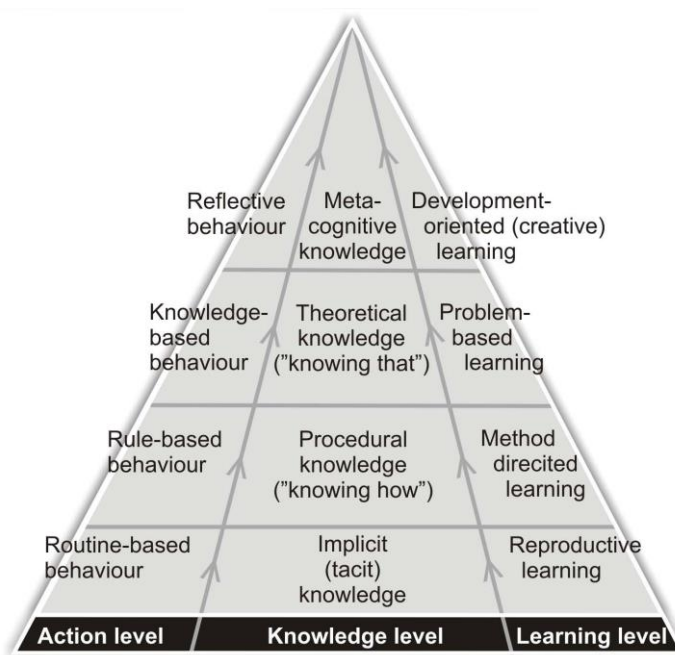 Reflective
behaviour
Meta-
cognitive
knowledge
Development-
oriented (creative)
learning
Knowledge-
based
behaviour
Theoretical
knowledge
("knowing that")
Problem-
based
learning
Rule-based
behaviour
Procedural
knowledge
("knowing how")
Method
direcited
learning
Routine-based
behaviour
Implicit
(tacit)
knowledge
Reproductive
learning
Action level
Knowledge level
Learning level